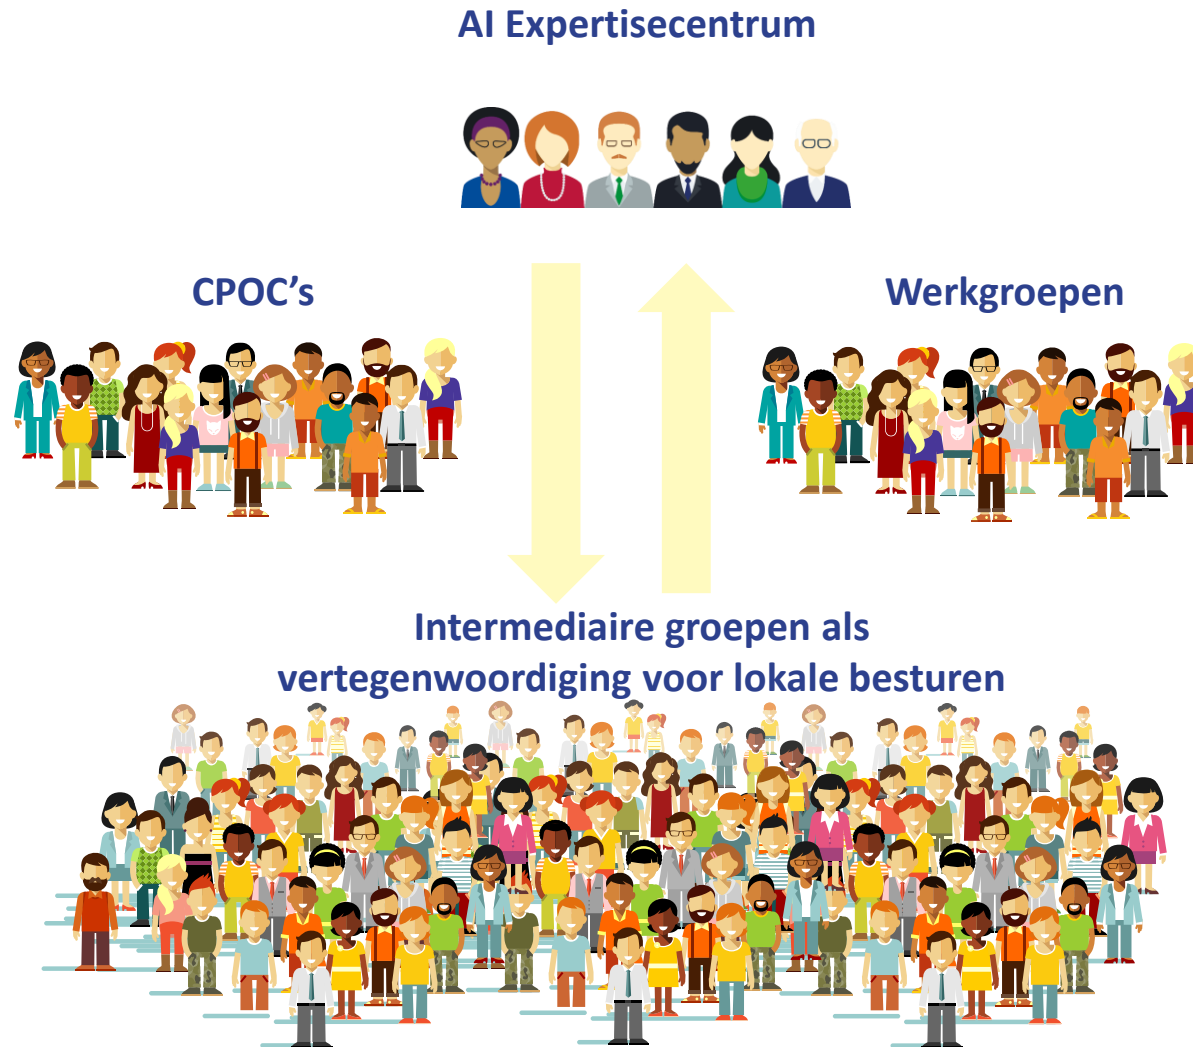 AI Expertisecentrum
CPOC’s
Werkgroepen
Intermediaire groepen als
vertegenwoordiging voor lokale besturen